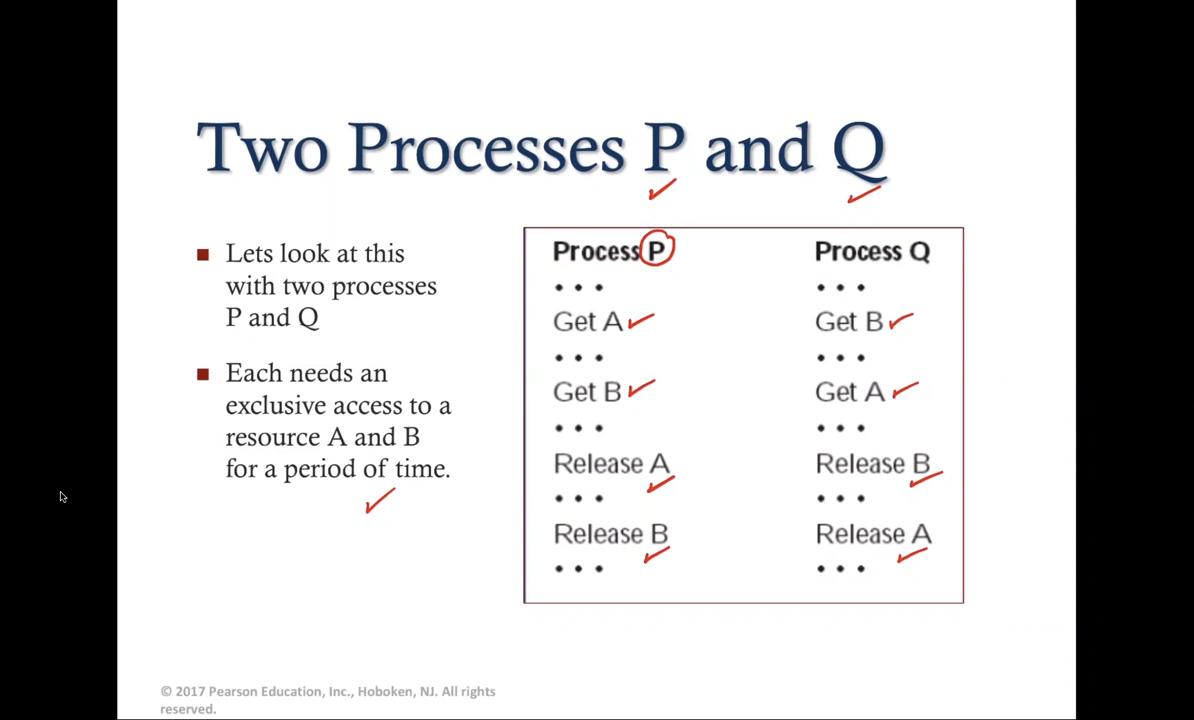 Two Processes P and Q
Lets look at this
with two processes
P and Q
Each needs an
exclusive access to a
resource A and B
for a period of time.
Process P
• • •
Get A
• • •
Get B
• • •
Release A
• • •
Release B
• • •
Process Q
• • •
Get B
• • •
Get A
• • •
Release B
• • •
Release A
• • •
© 2017 Pearson Education, Inc., Hoboken, NJ. All rights
reserved.